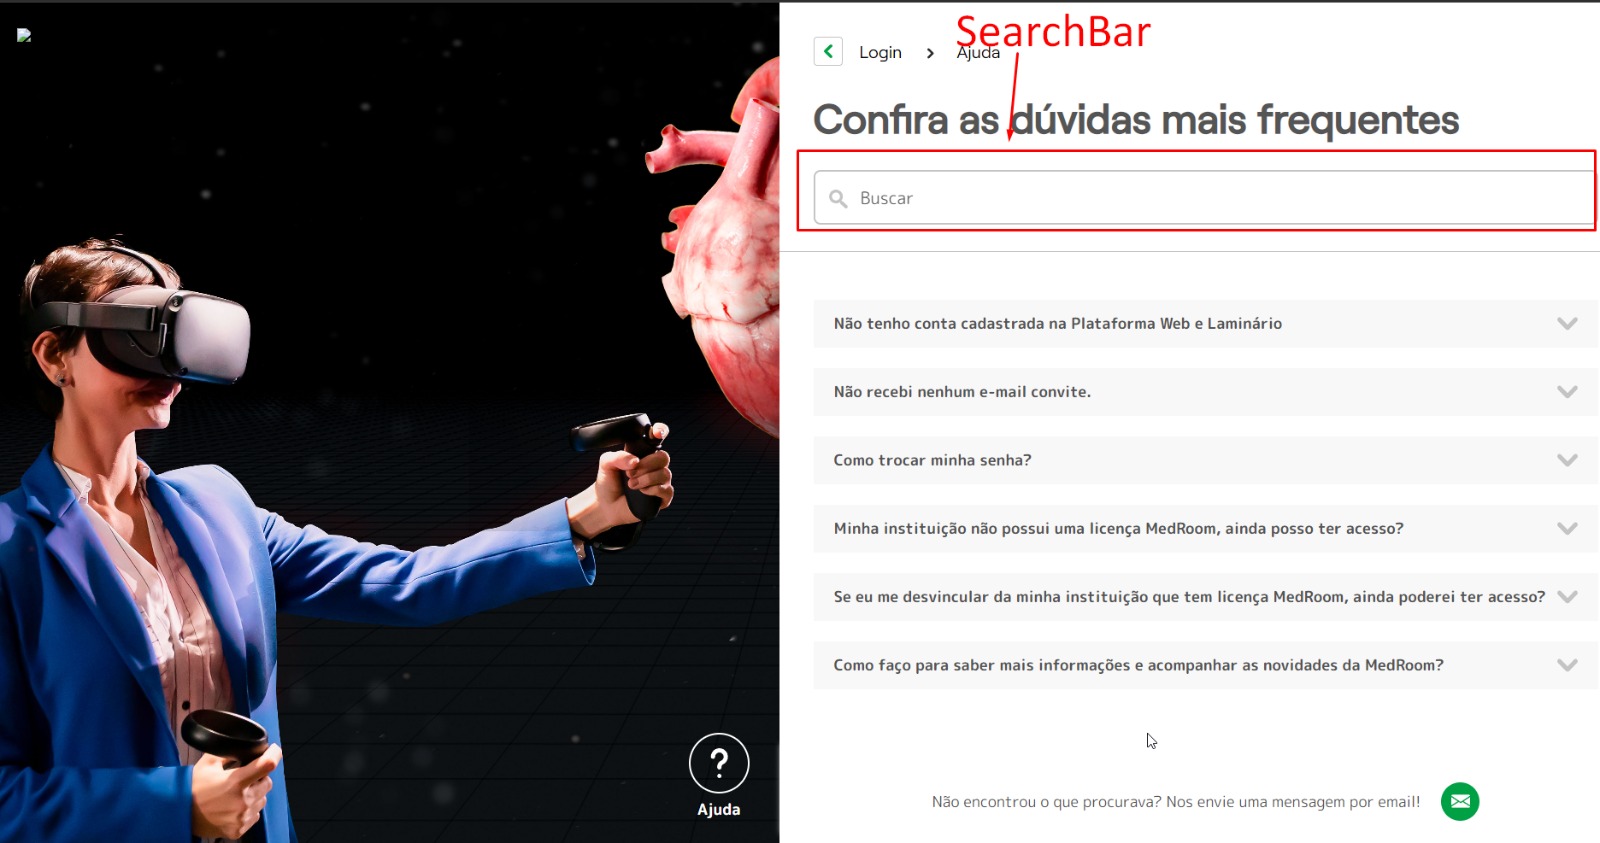 SearchBar
Login > Ajuda
Confira as dúvidas mais frequentes
Buscar
Não tenho conta cadastrada na Plataforma Web e Laminário
Não recebi nenhum e-mail convite.
Como trocar minha senha?
Minha instituição não possui uma licença MedRoom, ainda posso ter acesso?
Se eu me desvincular da minha instituição que tem licença MedRoom, ainda poderei ter acesso?
Como faço para saber mais informações e acompanhar as novidades da MedRoom?
?
Ajuda
Não encontrou o que procurava? Nos envie uma mensagem por email!